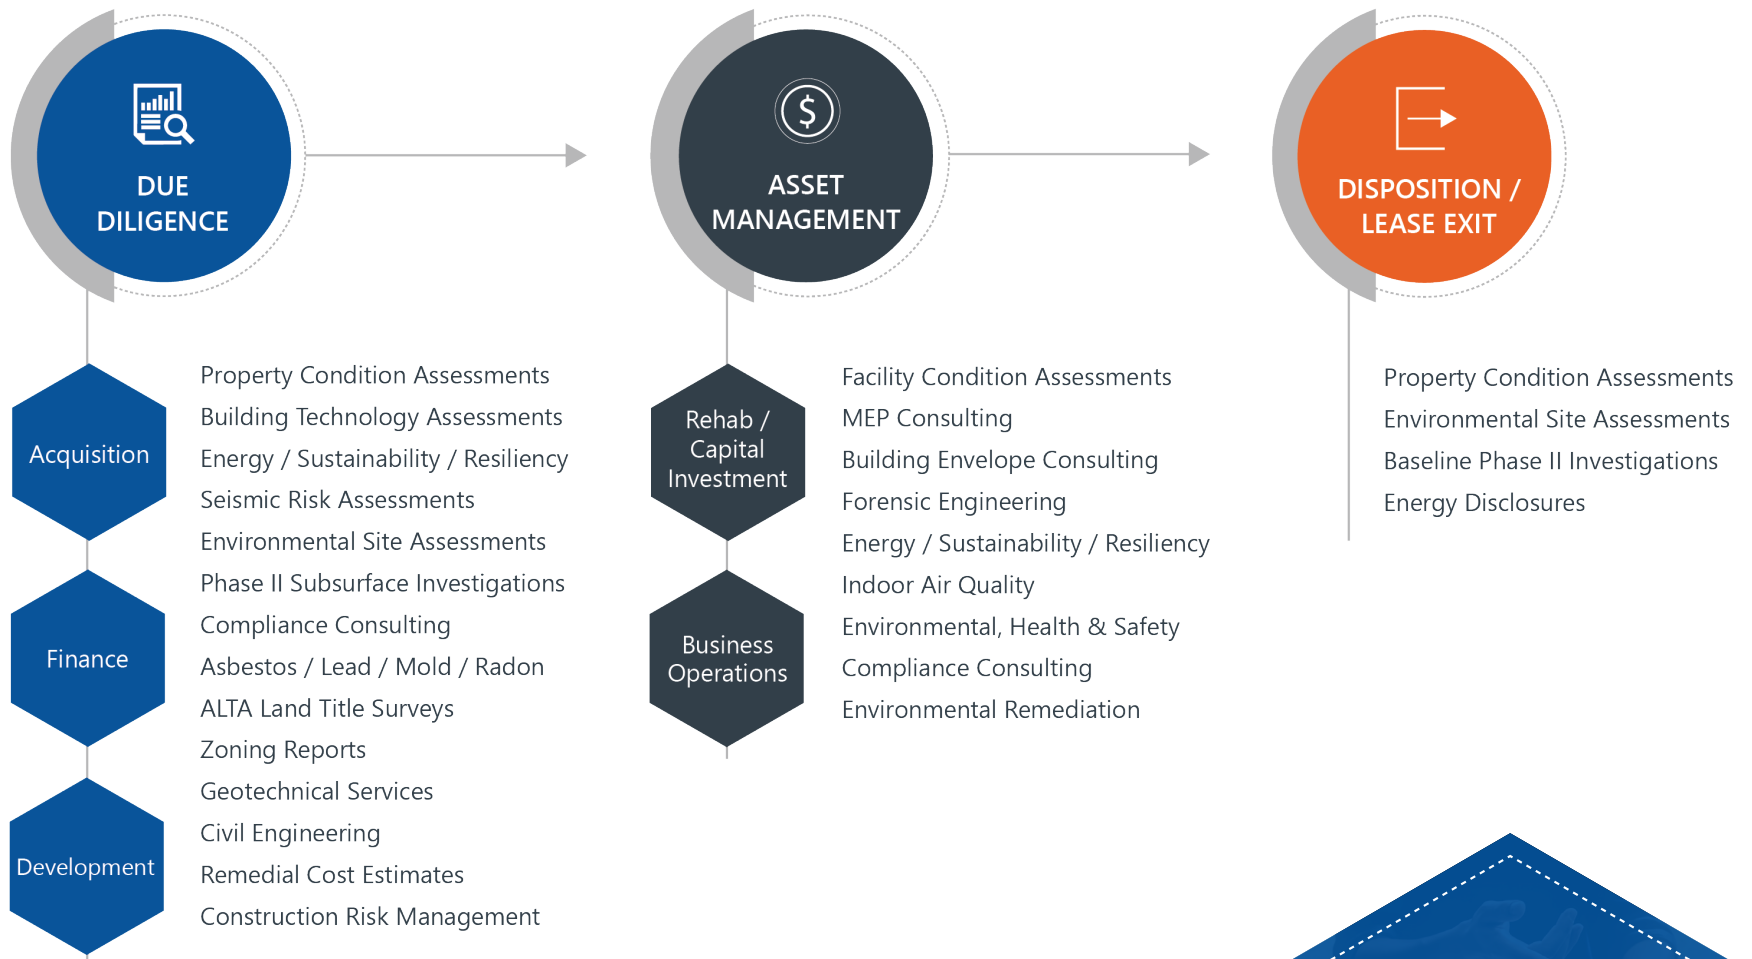 DUE
DILIGENCE
ASSET
MANAGEMENT
DISPOSITION /
LEASE EXIT
Acquisition
Finance
Development
Property Condition Assessments
Building Technology Assessments
Energy / Sustainability / Resiliency
Seismic Risk Assessments
Environmental Site Assessments
Phase II Subsurface Investigations
Compliance Consulting
Asbestos / Lead / Mold / Radon
ALTA Land Title Surveys
Zoning Reports
Geotechnical Services
Civil Engineering
Remedial Cost Estimates
Construction Risk Management
Rehab /
Capital
Investment
Business
Operations
Facility Condition Assessments
MEP Consulting
Building Envelope Consulting
Forensic Engineering
Energy / Sustainability / Resiliency
Indoor Air Quality
Environmental, Health & Safety
Compliance Consulting
Environmental Remediation
Property Condition Assessments
Environmental Site Assessments
Baseline Phase II Investigations
Energy Disclosures